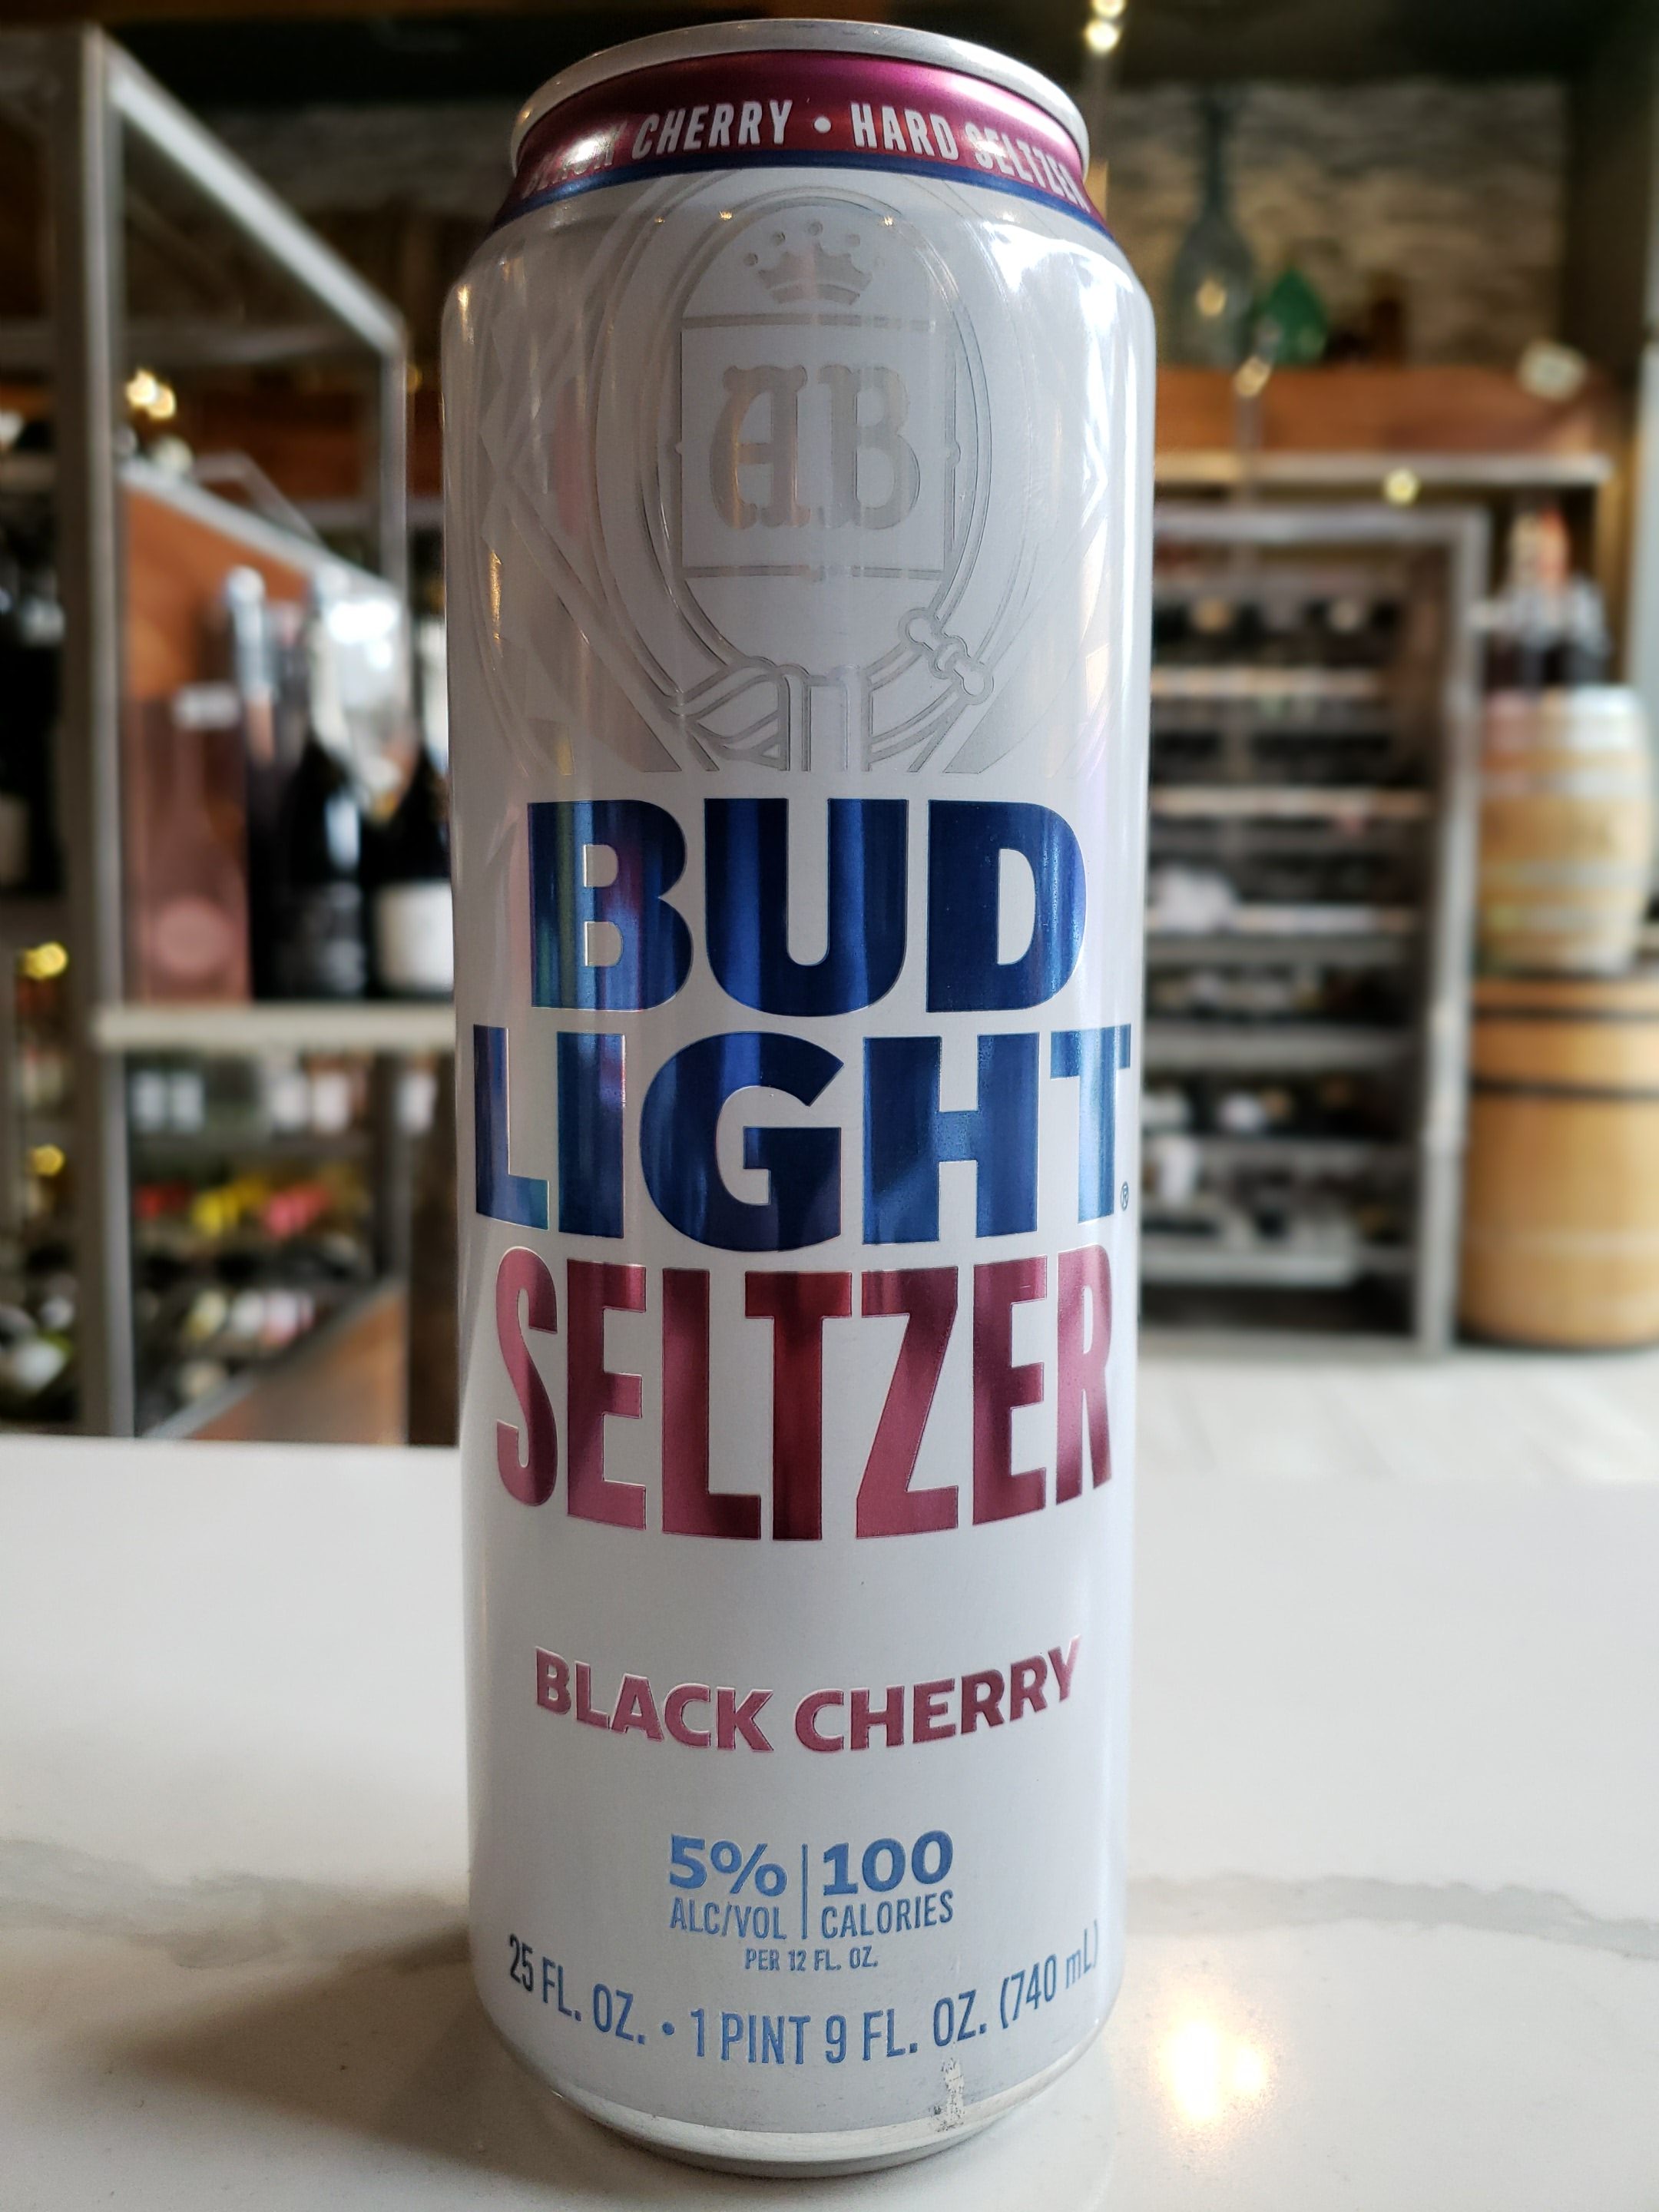 BLACK CHERRY • HARD SELTZER
AB
BUD
LIGHT®
SELTZER
BLACK CHERRY
5% | 100
ALC/VOL | CALORIES
PER 12 FL. OZ.
25 FL. OZ. • 1 PINT 9 FL. OZ. (740 mL)